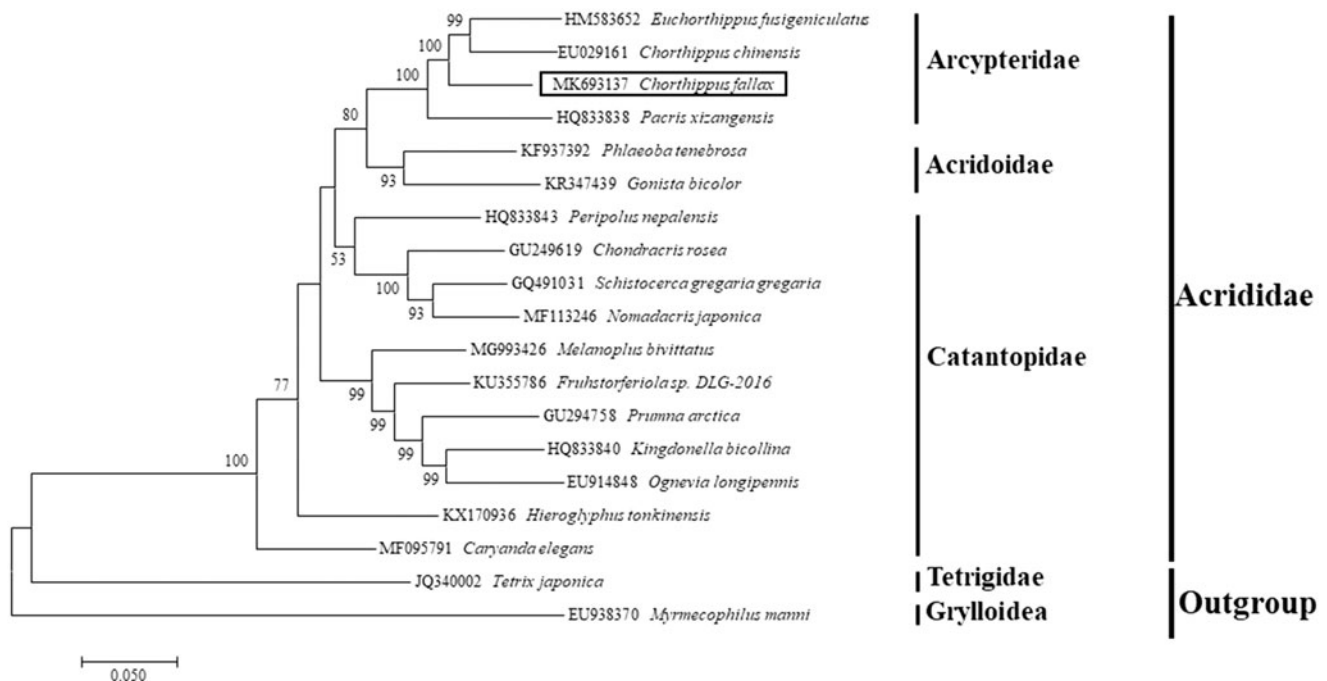 99
HM583652 Euchorthippus fusigeniculatus
100
EU029161 Chorthippus chinensis
Arcypteridae
100
MK693137 Chorthippus fallax
80
HQ833838 Pacris xizangensis
KF937392 Phlaeoba tenebrosa
Acridoidae
93
KR347439 Gonista bicolor
HQ833843 Peripolus nepalensis
53
GU249619 Chondracris rosea
100
GQ491031 Schistocerca gregaria gregaria
Acrididae
93
MF113246 Nomadacris japonica
MG993426 Melanoplus bivittatus
Catantopidae
77
99
KU355786 Fruhstorferiola sp. DLG-2016
99
GU294758 Prumna arctica
99
HQ833840 Kingdonella bicollina
99
EU914848 Ognevia longipennis
100
KX170936 Hieroglyphus tonkinensis
MF095791 Caryanda elegans
JQ340002 Tetrix japonica
Tetrigidae
Outgroup
EU938370 Myrmecophilus manni
Grylloidea
0.050